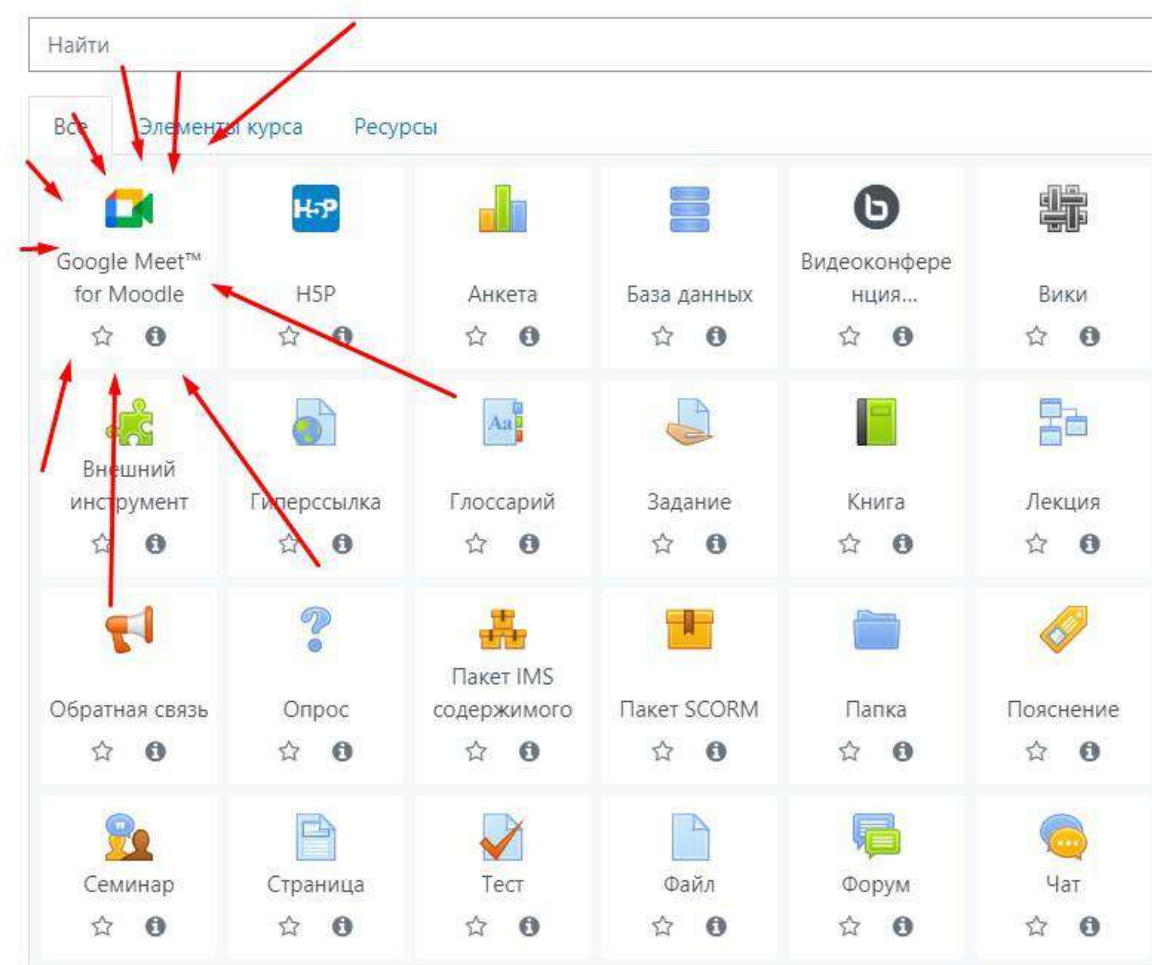 Найти
Все Элементы курса Ресурсы
H5P
Google Meet™
for Moodle
H5P
Анкета
База данных
Видеоконфере
нция...
Вики
Aa
Внешний
инструмент
Гиперссылка
Глоссарий
Задание
Книга
Лекция
Обратная связь
Опрос
Пакет IMS
содержимого
Пакет SCORM
Папка
Пояснение
Семинар
Страница
Тест
Файл
Форум
Чат